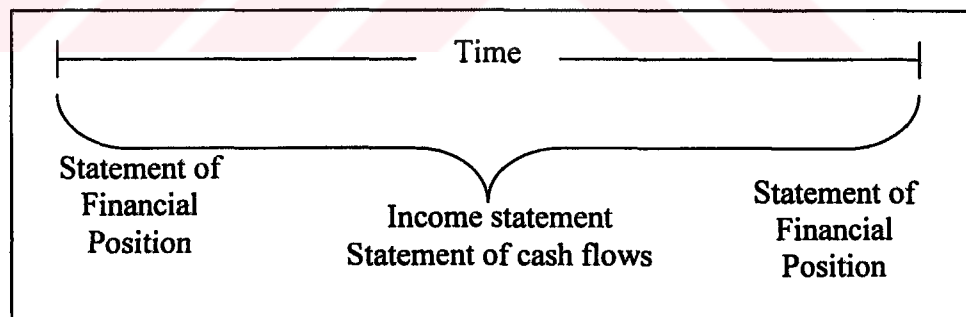 Time
Statement of
Financial
Position
Income statement
Statement of cash flows
Statement of
Financial
Position